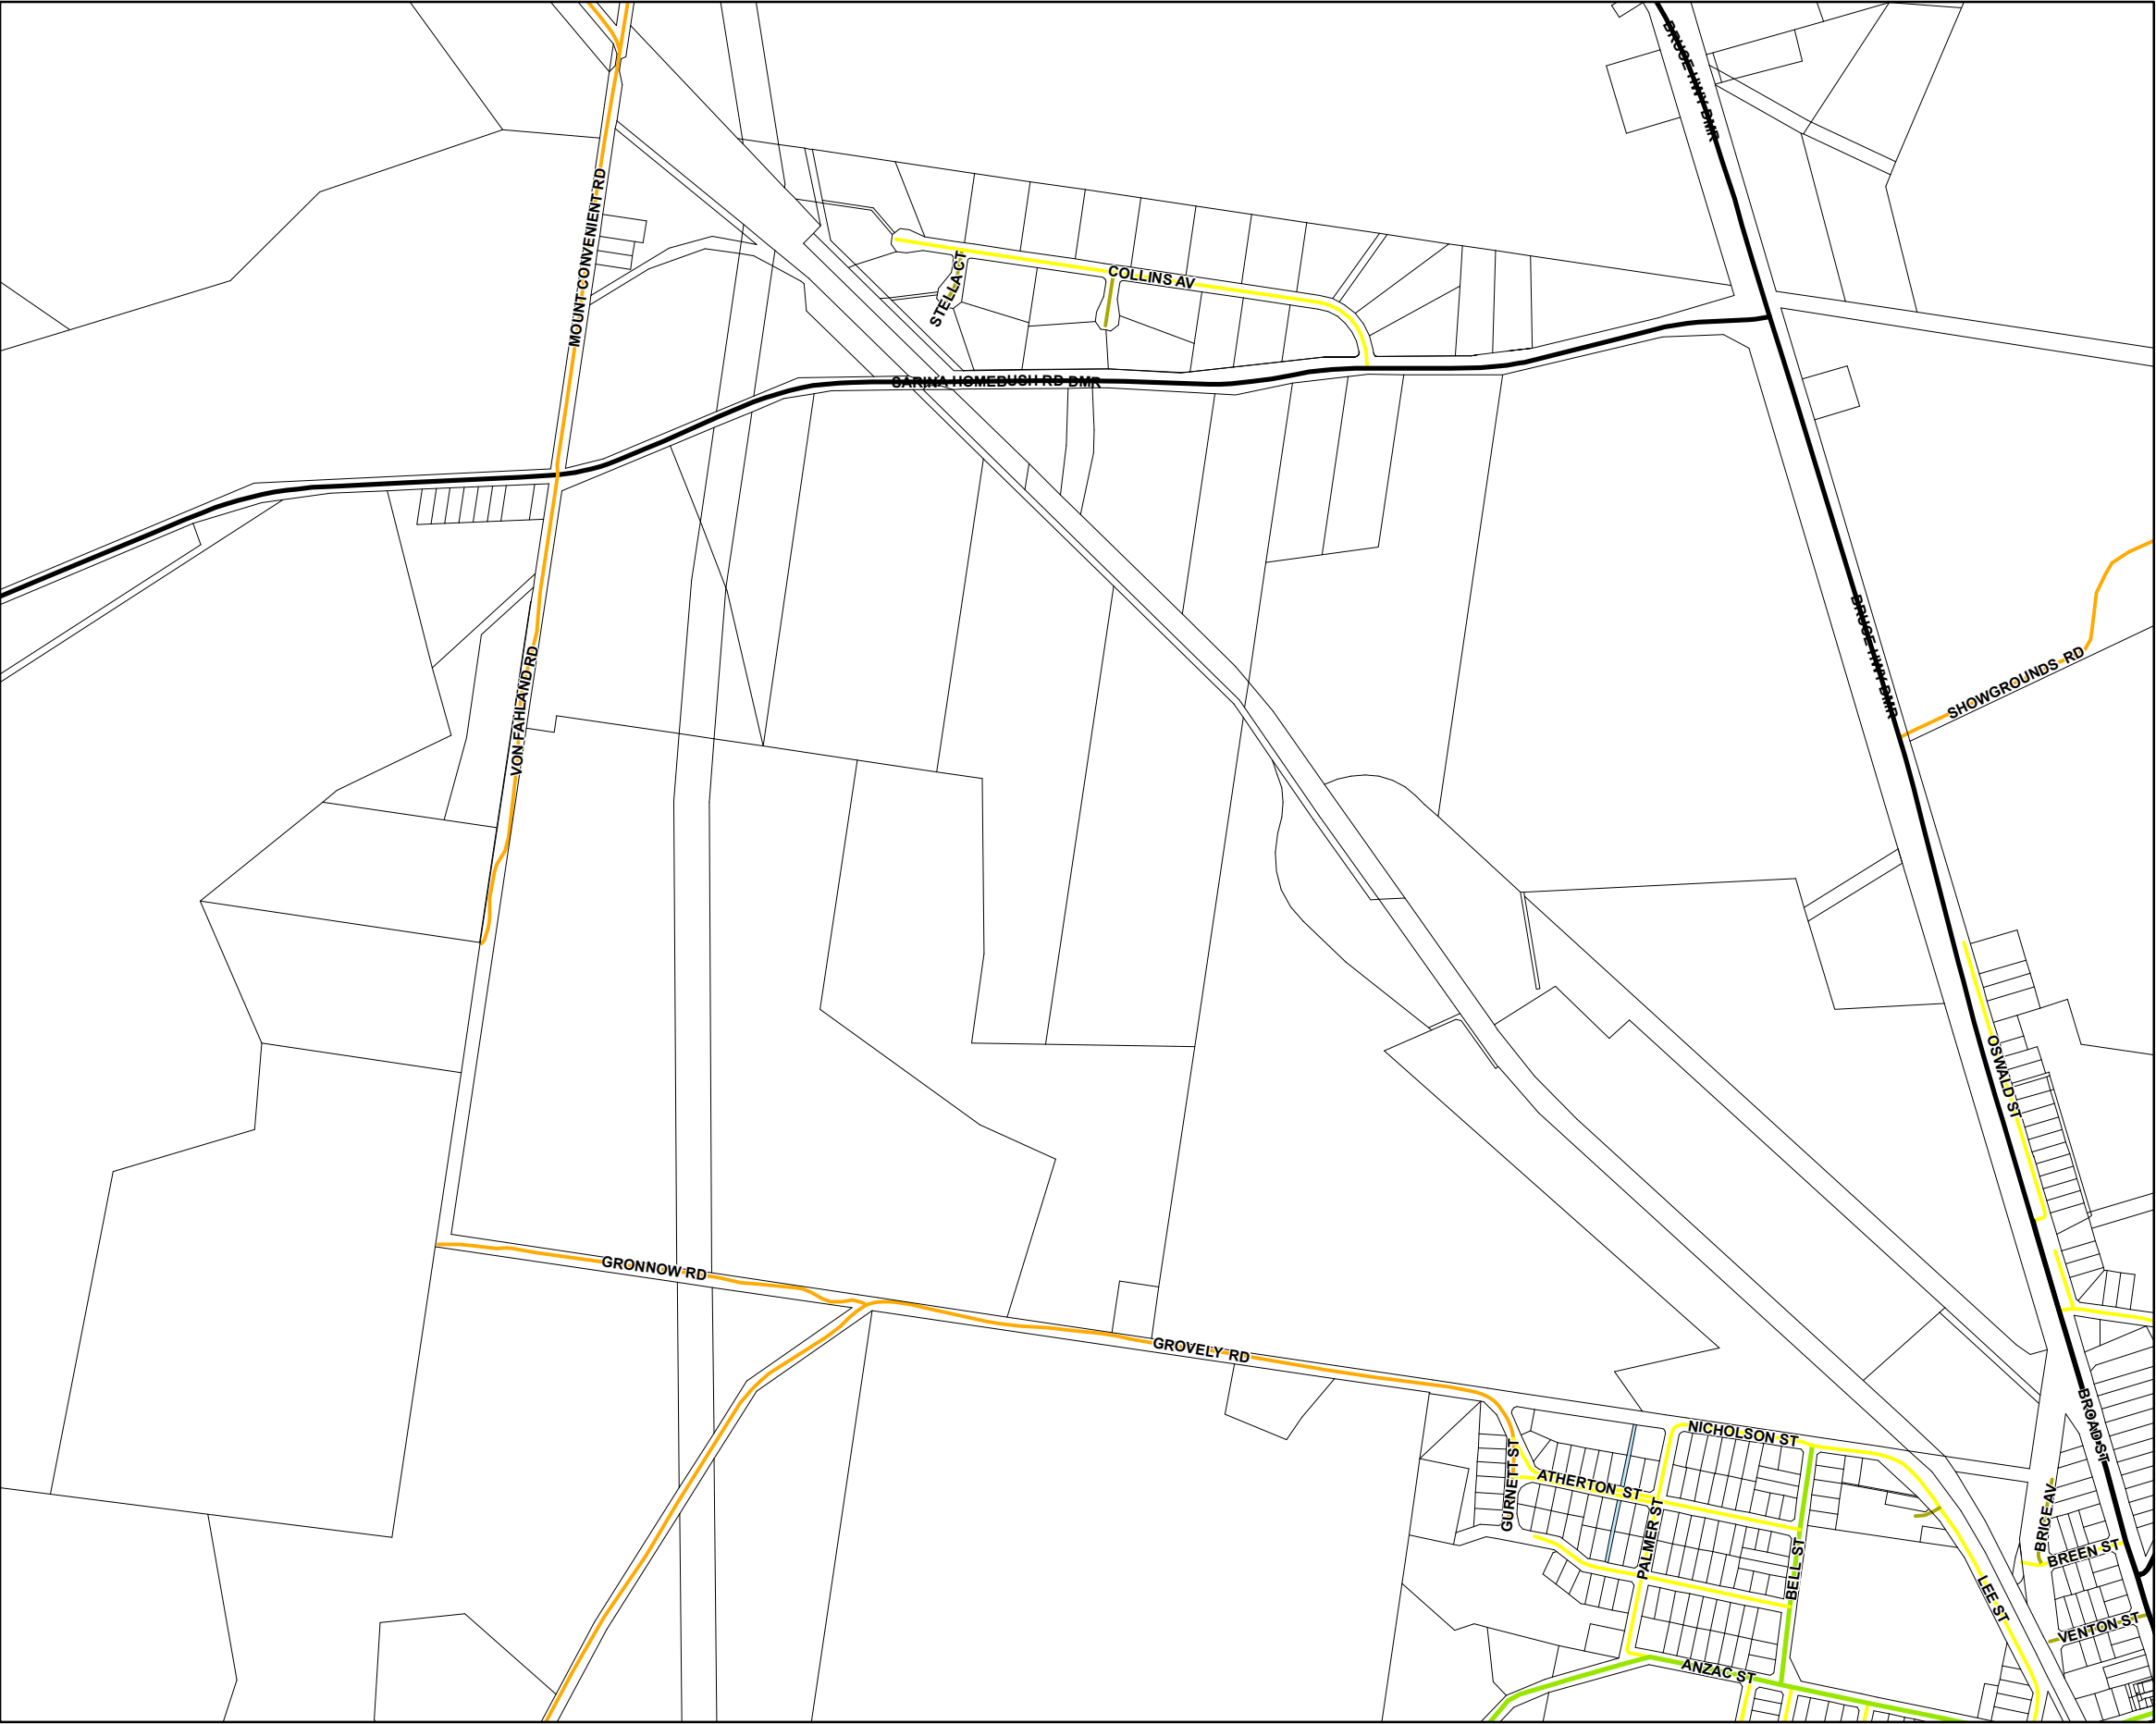 BRUCE HWY DMR
MOUNT CONVENIENT RD
STELLA CT
COLLINS AV
SARINA HOMEBUSH RD DMR
BRUCE HWY DMR
SHOWGROUNDS RD
VON FAHLAND RD
OSWALD ST
GRONNOW RD
GROVELY RD
BROAD ST
NICHOLSON ST
GURNETT ST
ATHERTON ST
PALMER ST
BELL ST
BRICE AV
BREEN ST
LEE ST
VENTON ST
ANZAC ST